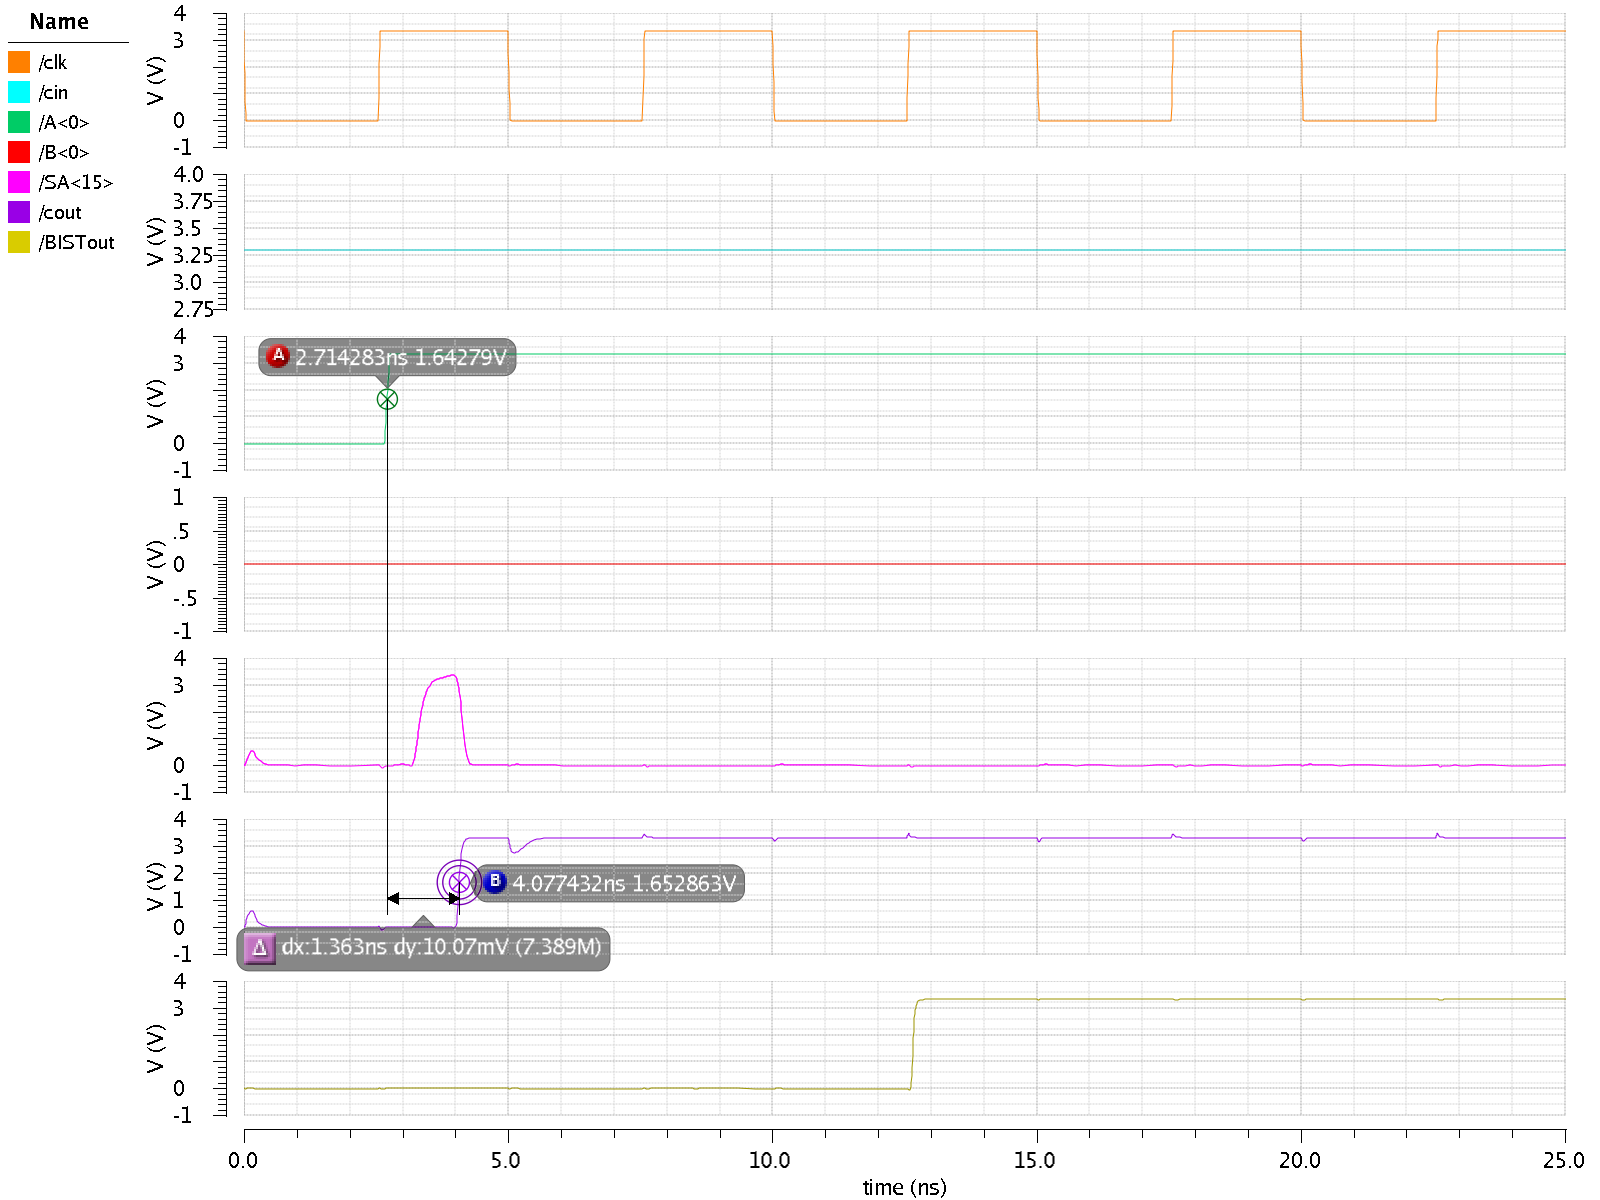 Name
/clk
/cin
/A<0>
/B<0>
/SA<15>
/cout
/BISTout
V (V)
4
3
0
-1
V (V)
4.0
3.75
3.5
3.25
3.0
2.75
V (V)
4
3
0
-1
A 2.714283ns 1.64279V
V (V)
1
.5
0
-.5
-1
V (V)
4
3
0
-1
V (V)
4
3
2
1
0
-1
B 4.077432ns 1.652863V
Δ dx:1.363ns dy:10.07mV (7.389M)
V (V)
4
3
0
-1
0.0 5.0 10.0 15.0 20.0 25.0
time (ns)